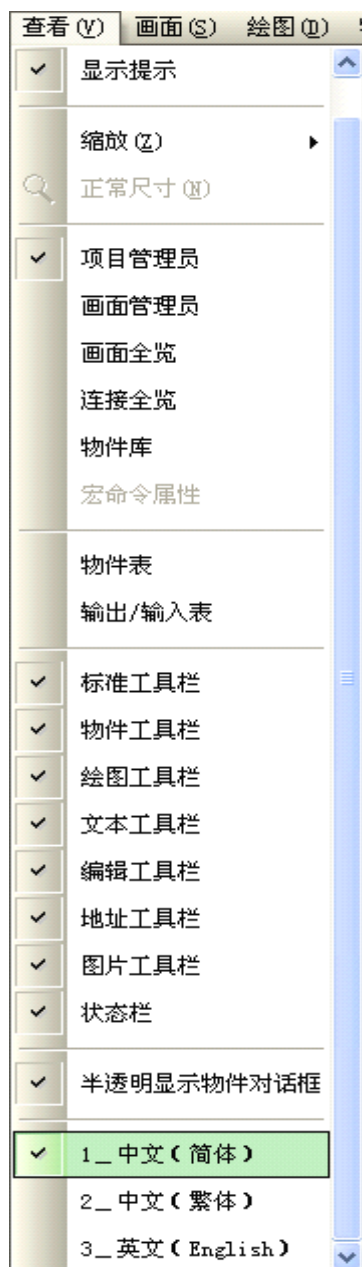 查看(V) 画面(S) 绘图(D)
显示提示
缩放(Z)
正常尺寸(N)
项目管理员
画面管理员
画面全览
连接全览
物件库
宏命令属性
物件表
输出/输入表
标准工具栏
物件工具栏
绘图工具栏
文本工具栏
编辑工具栏
地址工具栏
图片工具栏
状态栏
半透明显示物件对话框
1_中文(简体)
2_中文(繁体)
3_英文(English)